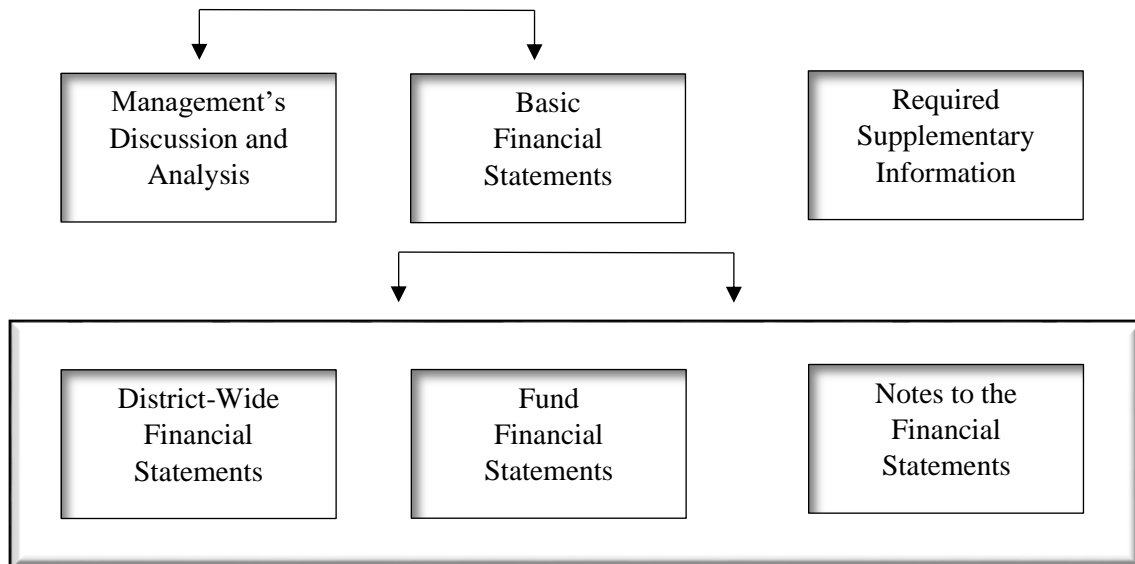 Management’s
Discussion and
Analysis
Basic
Financial
Statements
Required
Supplementary
Information
District-Wide
Financial
Statements
Fund
Financial
Statements
Notes to the
Financial
Statements